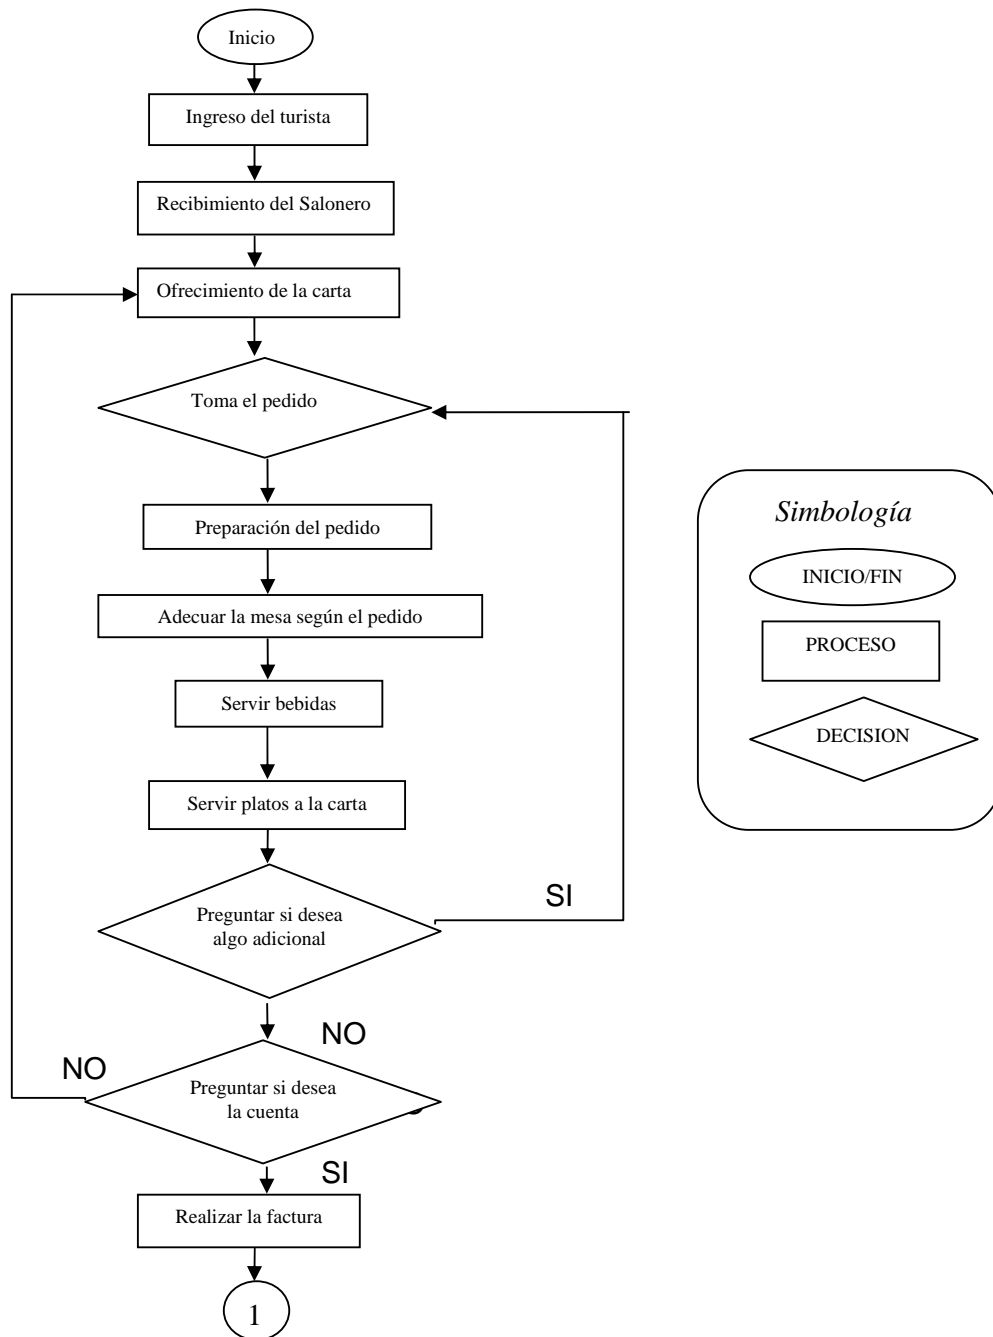 Inicio
Ingreso del turista
Recibimiento del Salonero
Ofrecimiento de la carta
Toma el pedido
Preparación del pedido
Adecuar la mesa según el pedido
Servir bebidas
Servir platos a la carta
Preguntar si desea
algo adicional
SI
NO
NO
Preguntar si desea
la cuenta
SI
Realizar la factura
1
Simbología
INICIO/FIN
PROCESO
DECISION